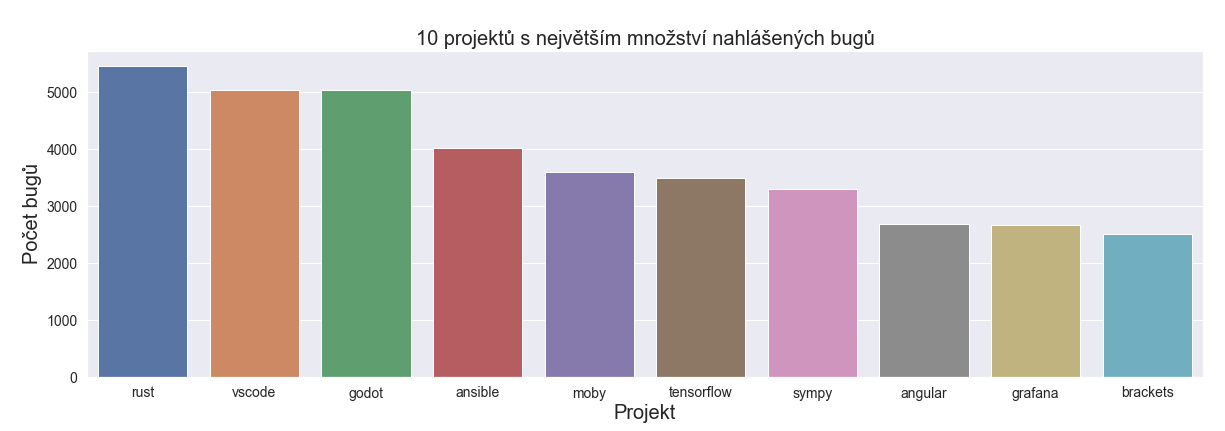 10 projektů s největším množství nahlášených bugů
Počet bugů
5000
4000
3000
2000
1000
0
rust vscode godot ansible moby tensorflow sympy angular grafana brackets
Projekt